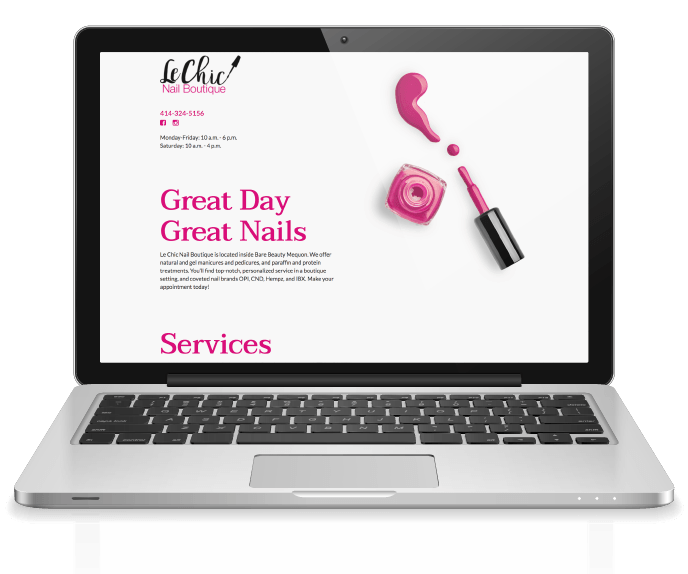 Le Chic
Nail Boutique
414-324-5156
Monday-Friday: 10 a.m. - 6 p.m.
Saturday: 10 a.m. - 4 p.m.
Great Day
Great Nails
Le Chic Nail Boutique is located inside Bare Beauty Mequon. We offer
natural and gel manicures and pedicures, and paraffin and protein
treatments. You'll find top-notch, personalized service in a boutique
setting, and coveted nail brands OPI, CND, Hempz, and IBX. Make your
appointment today!
Services